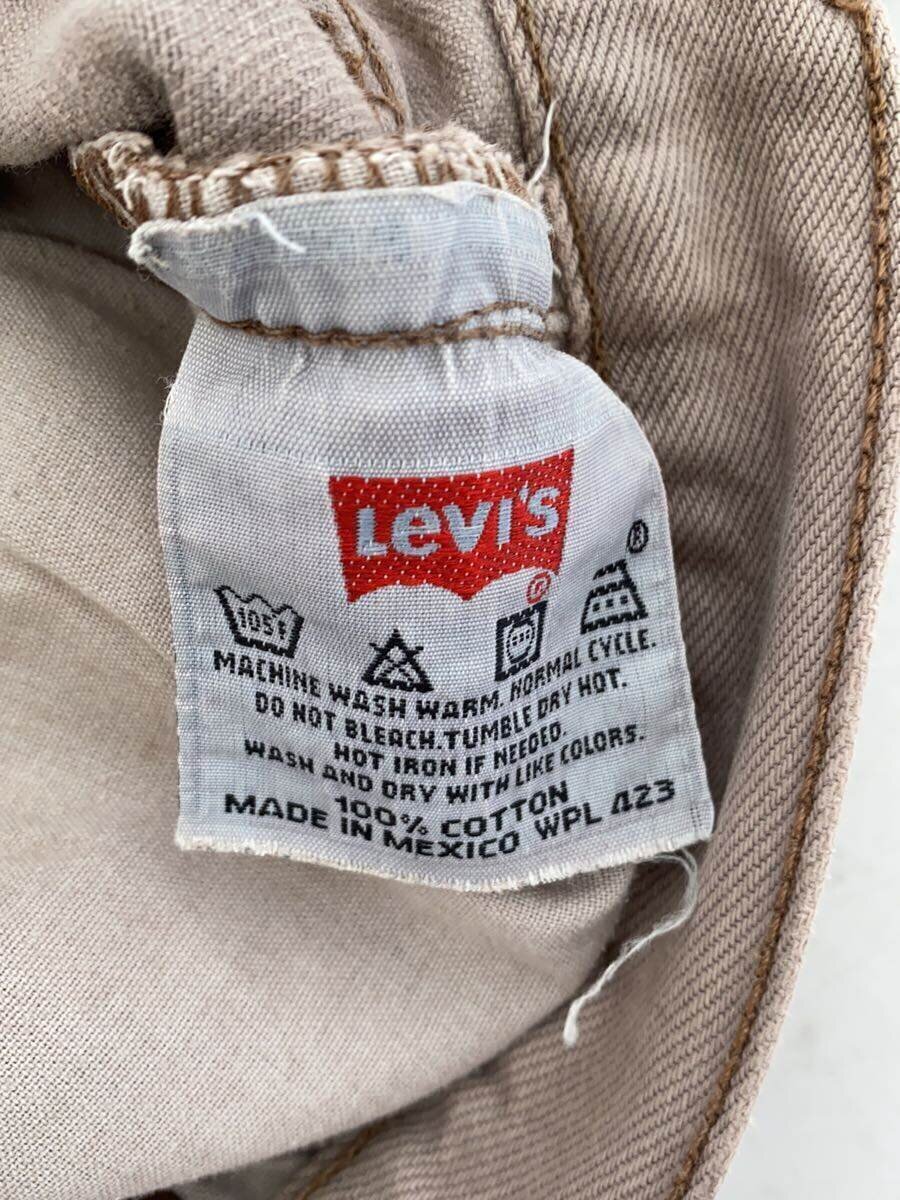 LEVI'S
®
®
105F
MACHINE WASH WARM. NORMAL CYCLE.
DO NOT BLEACH. TUMBLE DRY HOT.
HOT IRON IF NEEDED.
WASH AND DRY WITH LIKE COLORS.
100% COTTON
MADE IN MEXICO WPL 423